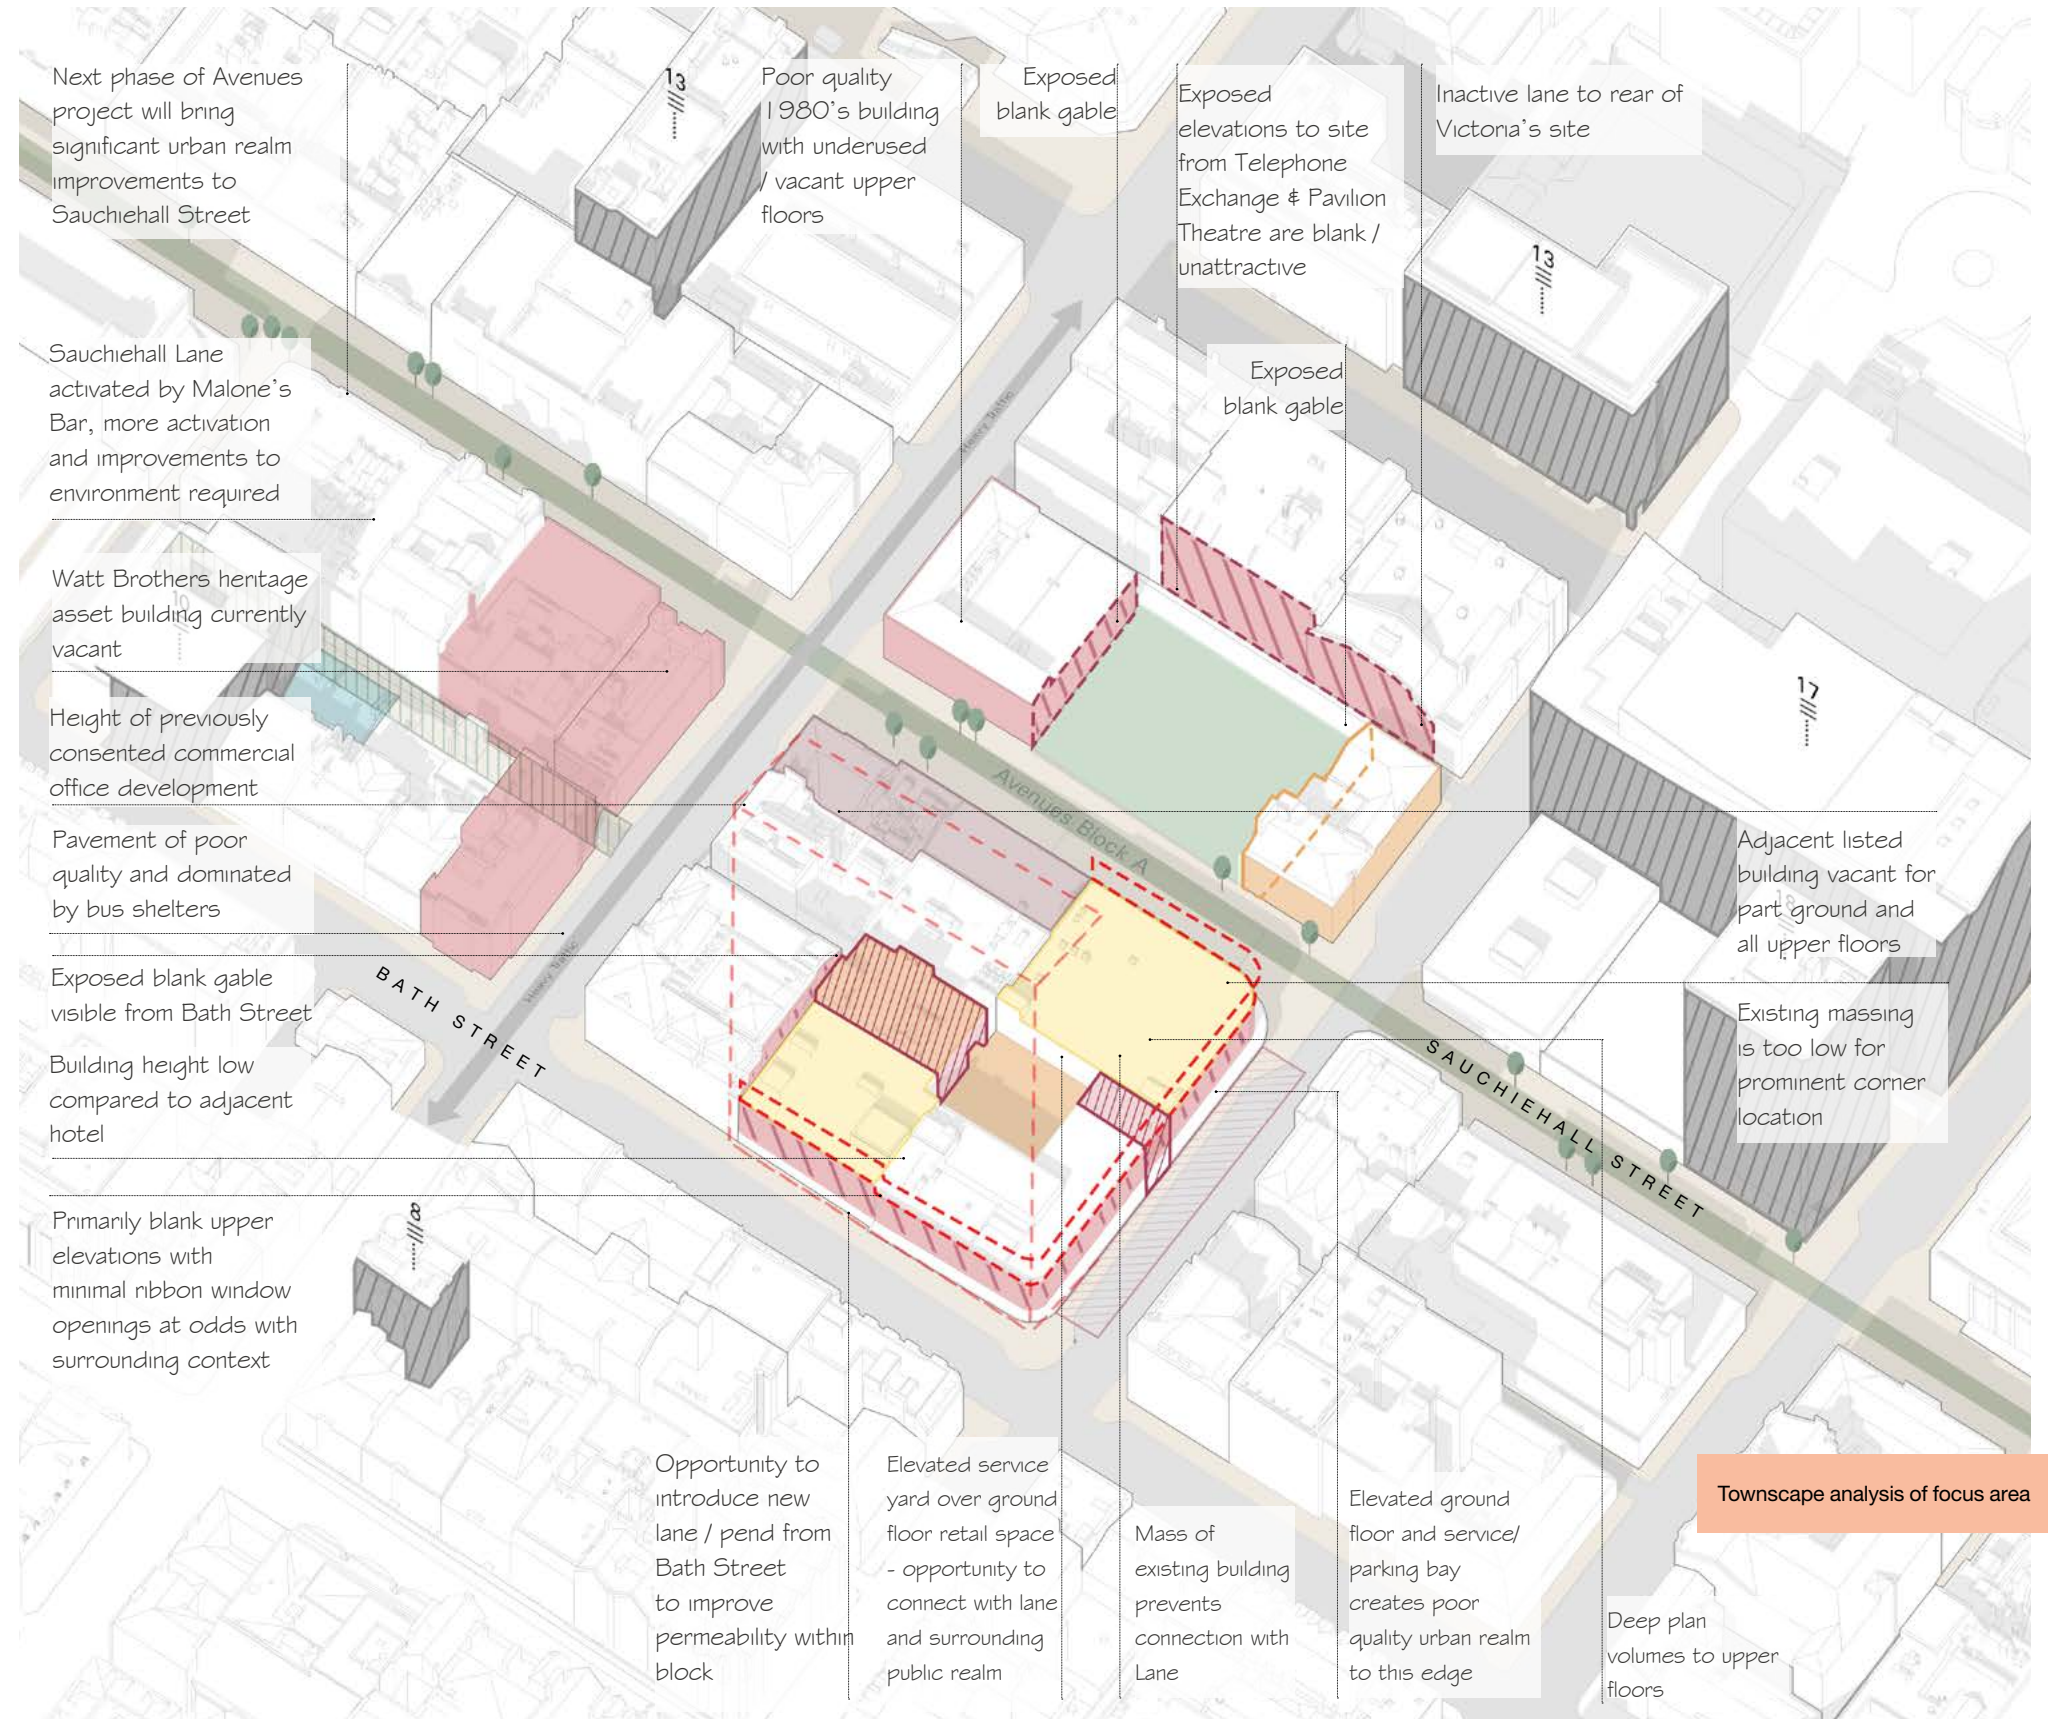 Next phase of Avenues
project will bring
significant urban realm
improvements to
Sauchiehall Street
13
Poor quality
1980's building
with underused
/ vacant upper
floors
Exposed
blank gable
Exposed
elevations to site
from Telephone
Exchange & Pavilion
Theatre are blank /
unattractive
Inactive lane to rear of
Victoria's site
13
Sauchiehall Lane
activated by Malone's
Bar, more activation
and improvements to
environment required
Exposed
blank gable
Heavy traffic
Watt Brothers heritage
asset building currently
vacant
10
Height of previously
consented commercial
office development
17
Avenues Block A
Pavement of poor
quality and dominated
by bus shelters
Adjacent listed
building vacant for
part ground and
all upper floors
18
Heavy traffic
BATH STREET
Exposed blank gable
visible from Bath Street
Existing massing
is too low for
prominent corner
location
SAUCHIEHALL STREET
Building height low
compared to adjacent
hotel
8
Primarily blank upper
elevations with
minimal ribbon window
openings at odds with
surrounding context
Opportunity to
introduce new
lane / pend from
Bath Street
to improve
permeability within
block
Elevated service
yard over ground
floor retail space
- opportunity to
connect with lane
and surrounding
public realm
Mass of
existing building
prevents
connection with
Lane
Elevated ground
floor and service/
parking bay
creates poor
quality urban realm
to this edge
Deep plan
volumes to upper
floors
Townscape analysis of focus area